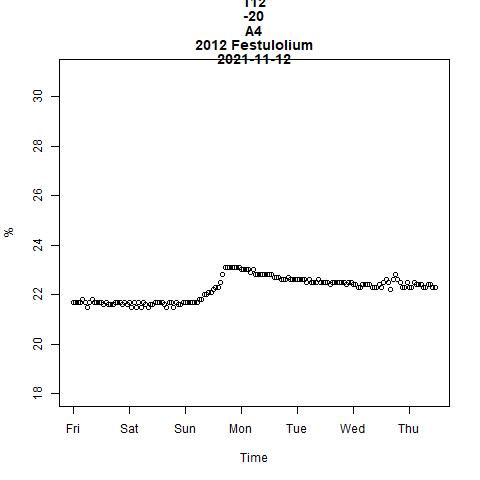 T12
-20
A4
2012 Festulolium
2021-11-12
%
30
28
26
24
22
20
18
Fri
Sat
Sun
Mon
Tue
Wed
Thu
Time